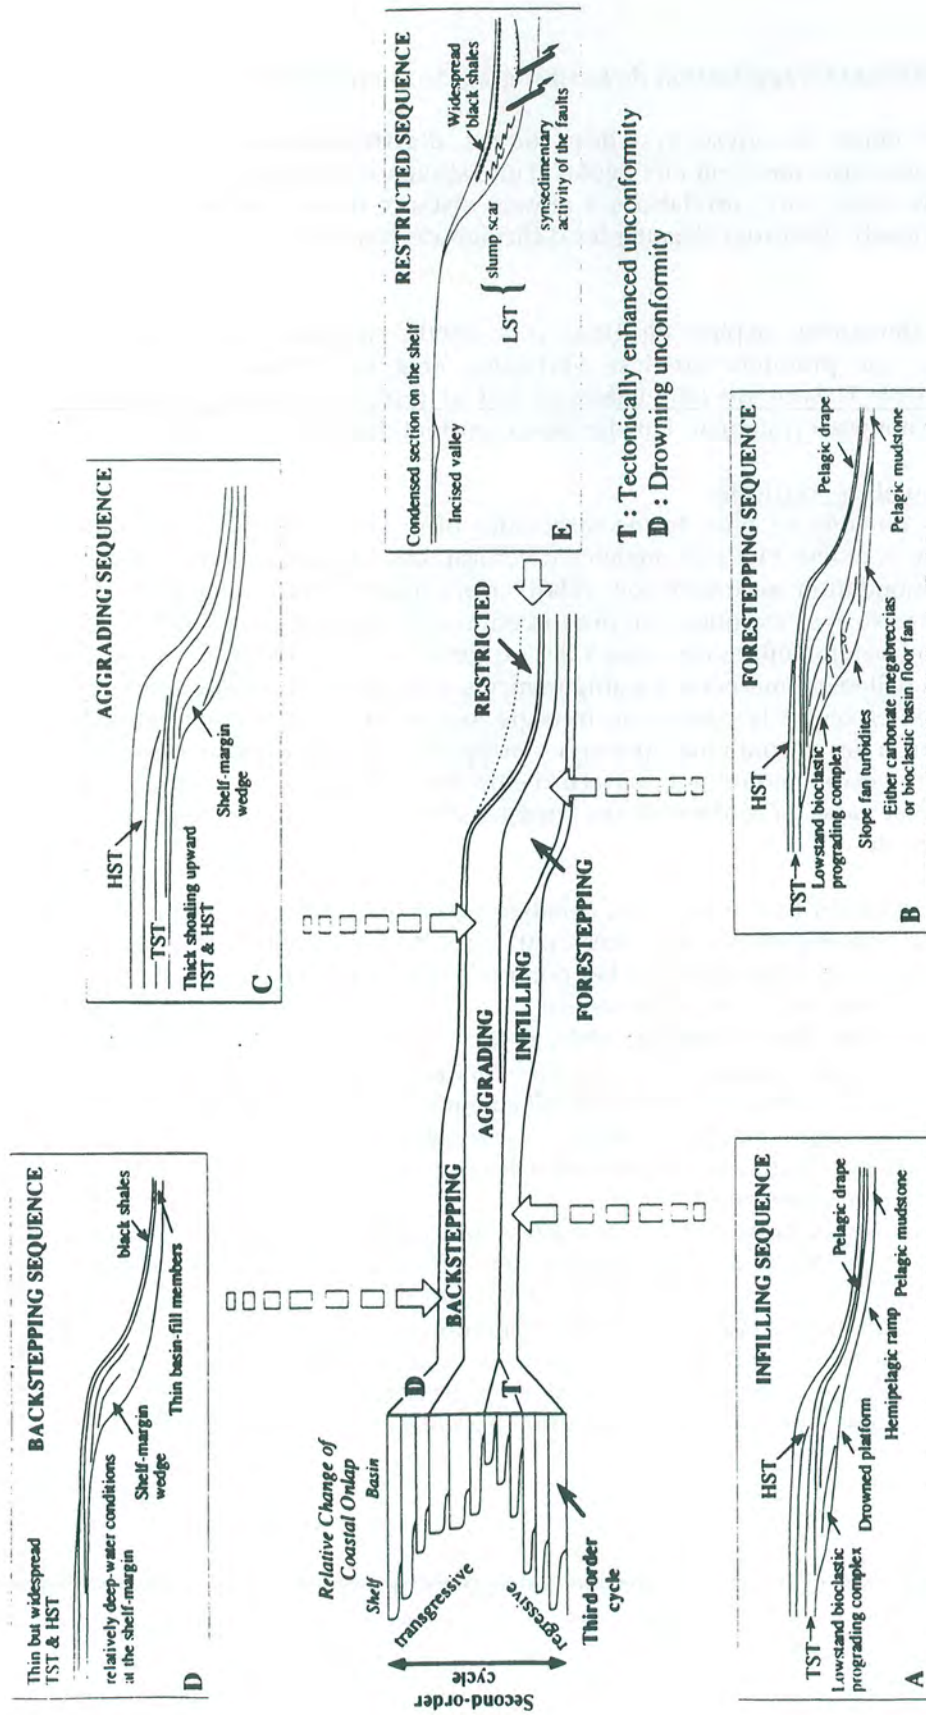 BACKSTEPPING SEQUENCE
Thin but widespread
TST & HST
relatively deep-water conditions
at the shelf-margin
Shelf-margin
wedge
black shales
Thin basin-fill members
D
AGGRADING SEQUENCE
HST
TST
Thick shoaling upward
TST & HST
Shelf-margin
wedge
C
RESTRICTED SEQUENCE
Condensed section on the shelf
Incised valley
Widespread
black shales
LST
slump scar
synsedimentary
activity of the faults
E
T : Tectolly enhanced unconformity
D : Drowning unconformity
Relative Change of
Coastal Onlap
Shelf
Basin
transgressive
regressive
Second-order
cycle
Third-order
cycle
D
T
BACKSTEPPING
AGGRADING
INFILLING
FORESTEPPING
RESTRICTED
INFILLING SEQUENCE
HST
TST
Lowstand bioclastic
prograding complex
Drowned platform
Hemipelagic ramp
Pelagic drape
Pelagic mudstone
A
FORESTEPPING SEQUENCE
HST
TST
Lowstand bioclastic
prograding complex
Slope fan turbidites
Either carbonate megabreccias
or bioclastic basin floor fan
Pelagic drape
Pelagic mudstone
B